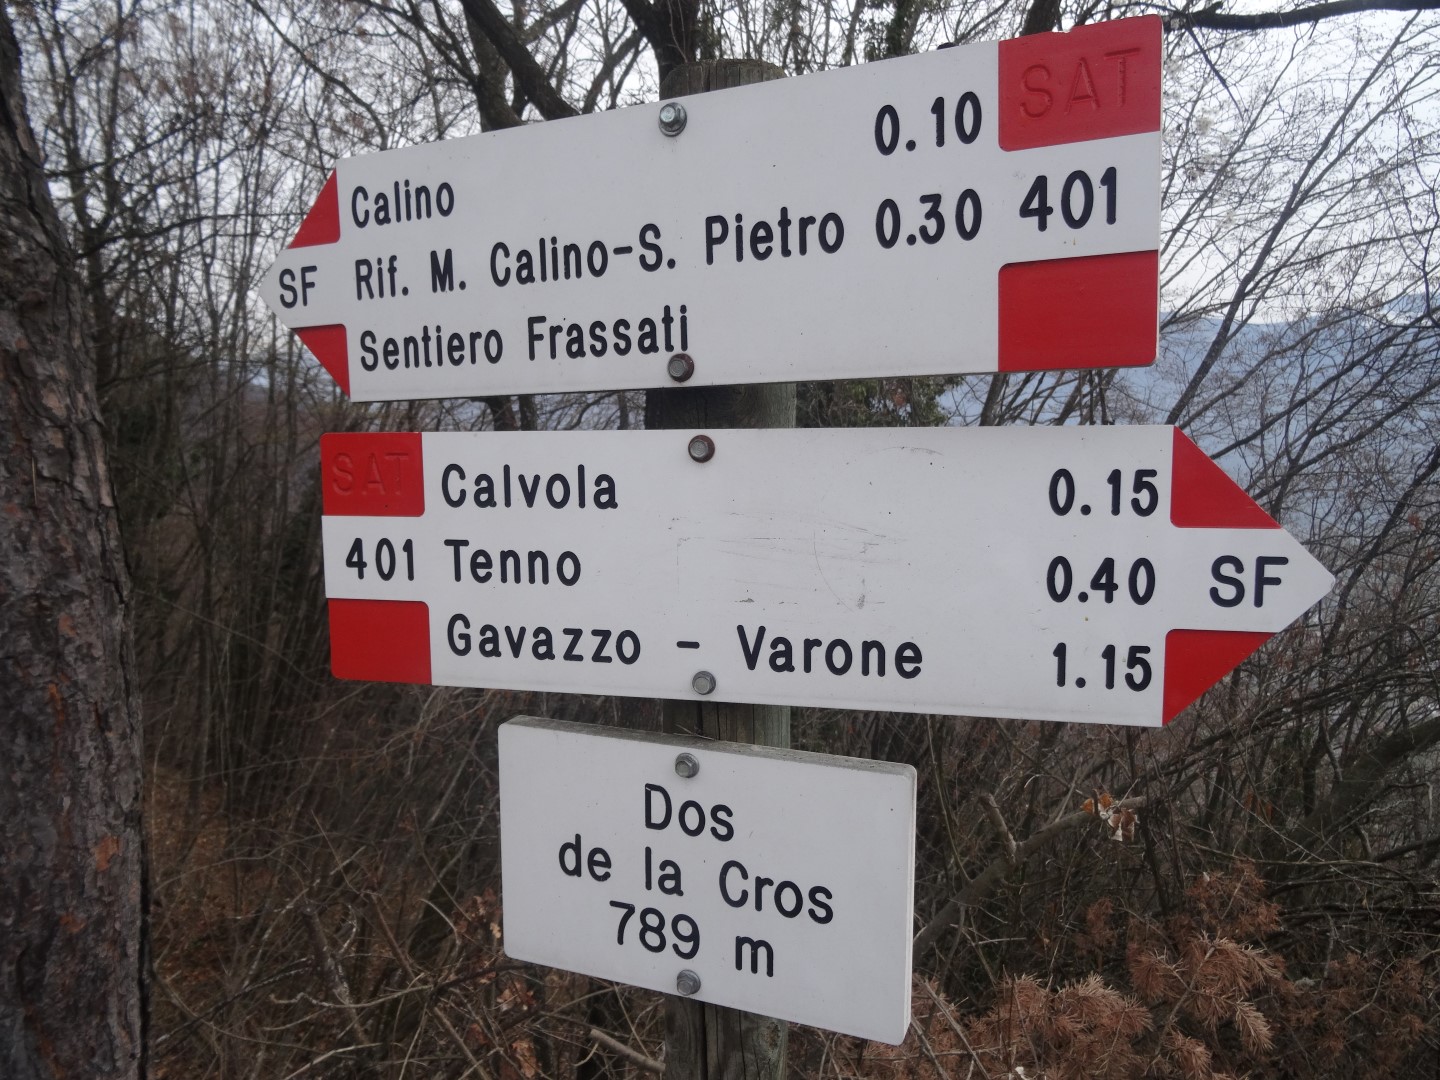 SAT
Calino 0.10
SF Rif. M. Calino-S. Pietro 0.30 401
Sentiero Frassati
SAT Calvola 0.15
401 Tenno 0.40 SF
Gavazzo - Varone 1.15
Dos
de la Cros
789 m